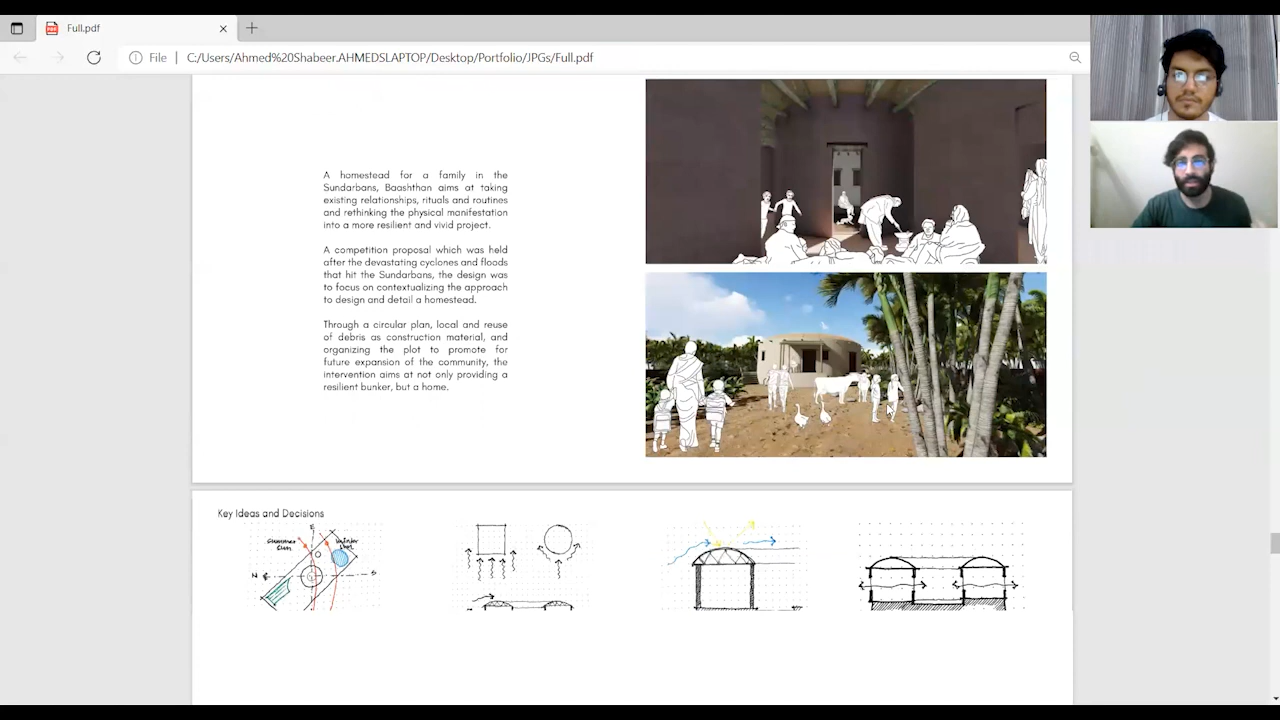 Full.pdf
File
C:/Users/Ahmed%20Shabeer.AHMEDSLAPTOP/Desktop/Portfolio/JPGs/Full.pdf
A homestead for a family in the
Sundarbans, Baashthan aims at taking
existing relationships, rituals and routines
and rethinking the physical manifestation
into a more resilient and vivid project.
A competition proposal which was held
after the devastating cyclones and floods
that hit the Sundarbans, the design was
to focus on contextualizing the approach
to design and detail a homestead.
Through a circular plan, local and reuse
of debris as construction material, and
organizing the plot to promote for
future expansion of the community, the
intervention aims at not only providing a
resilient bunker, but a home.
Key Ideas and Decisions
E
summer
sun
winter
sun
N
S